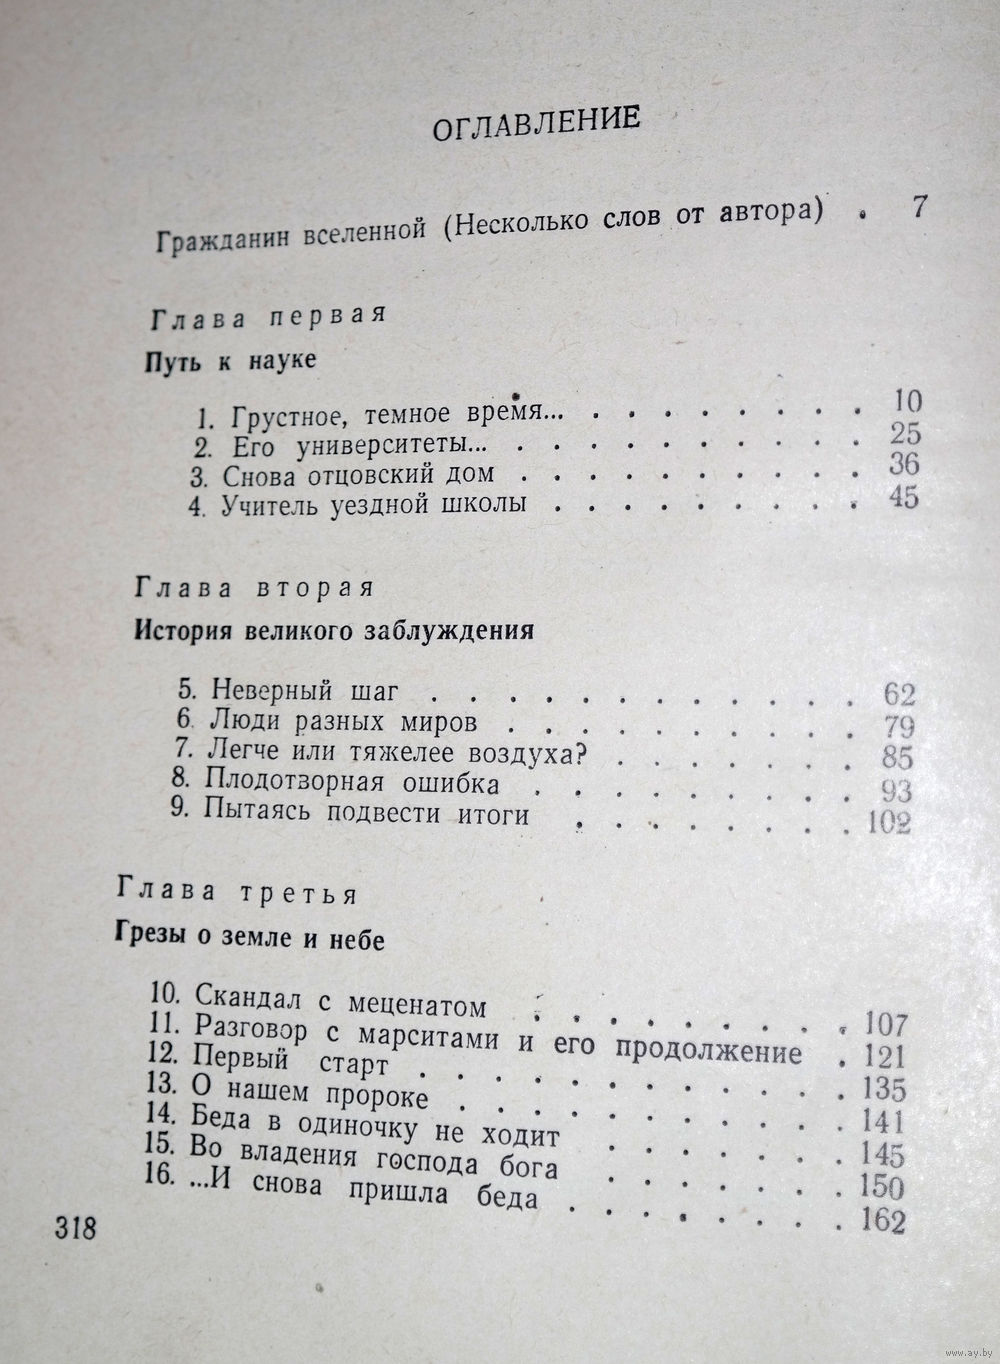 ОГЛАВЛЕНИЕ
Гражданин вселенной (Несколько слов от автора) . 7
Глава первая
Путь к науке
1. Грустное, темное время... . . . . . . . . 10
2. Его университеты... . . . . . . . . . . 25
3. Снова отцовский дом . . . . . . . . . . 36
4. Учитель уездной школы . . . . . . . . . 45
Глава вторая
История великого заблуждения
5. Неверный шаг . . . . . . . . . . . . 62
6. Люди разных миров . . . . . . . . . . 79
7. Легче или тяжелее воздуха? . . . . . . . 85
8. Плодотворная ошибка . . . . . . . . . 93
9. Пытаясь подвести итоги . . . . . . . . 102
Глава третья
Грезы о земле и небе
10. Скандал с меценатом . . . . . . . . . 107
11. Разговор с марситами и его продолжение . 121
12. Первый старт . . . . . . . . . . . . 135
13. О нашем пророке . . . . . . . . . . . 141
14. Беда в одиночку не ходит . . . . . . . 145
15. Во владения господа бога . . . . . . . 150
16. ...И снова пришла беда . . . . . . . . 162
318
www.ay.by